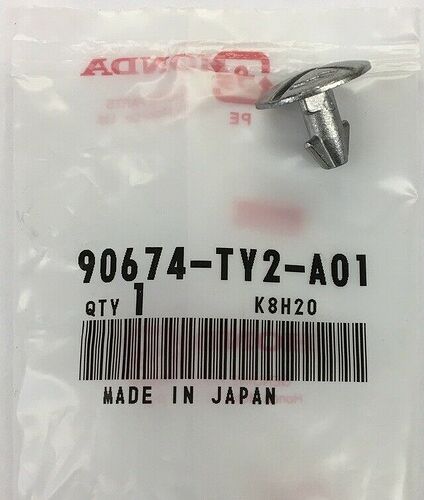 HONDA
PE
90674-TY2-A01
QTY 1 K8H20
MADE IN JAPAN